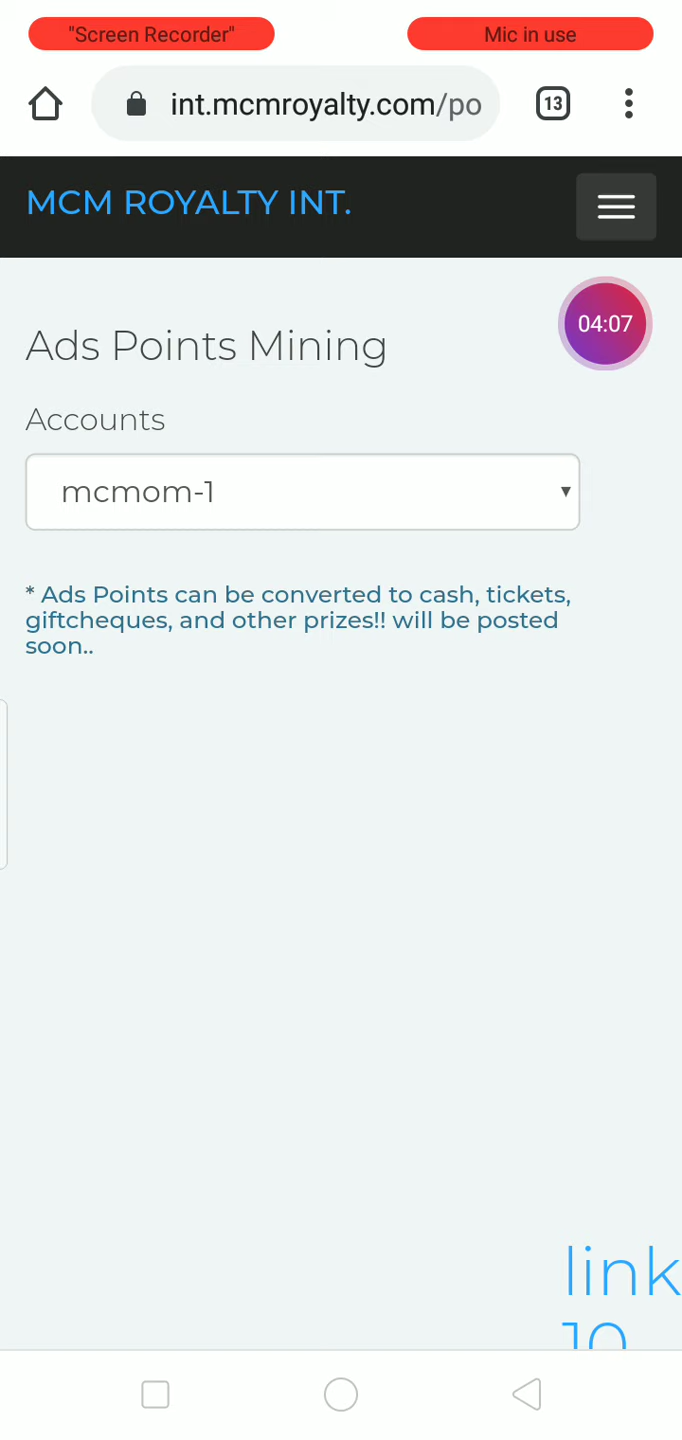 "Screen Recorder"
Mic in use
int.mcmroyalty.com/po
13
MCM ROYALTY INT.
04:07
Ads Points Mining
Accounts
mcmom-1
* Ads Points can be converted to cash, tickets,
giftcheques, and other prizes!! will be posted
soon..
link
10